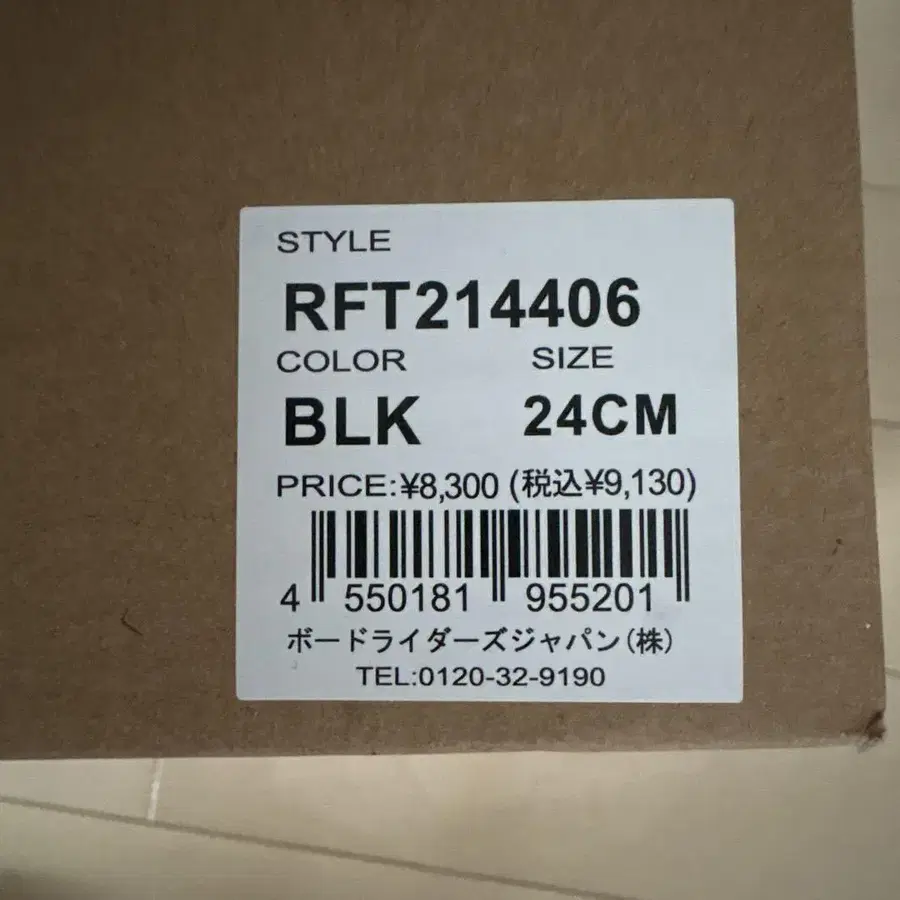 STYLE
RFT214406
COLOR SIZE
BLK 24CM
PRICE:¥8,300 (税込¥9,130)
4 550181 955201
ボードライダーズジャパン(株)
TEL:0120-32-9190